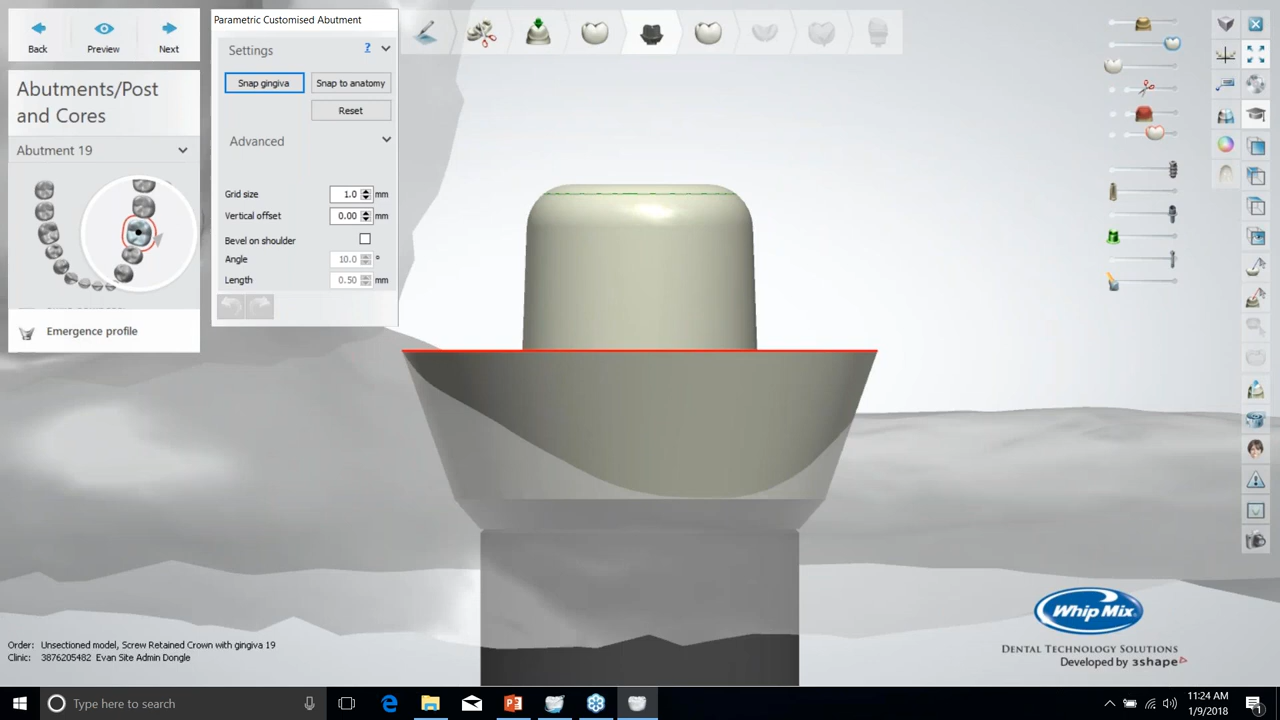 Back
Preview
Next
Abutments/Post
and Cores
Abutment 19
Emergence profile
Parametric Customised Abutment
Settings
?
Snap gingiva
Snap to anatomy
Reset
Advanced
Grid size 1.0 mm
Vertical offset 0.00 mm
Bevel on shoulder
Angle 10.0 °
Length 0.50 mm
Order: Unsectioned model, Screw Retained Crown with gingiva 19
Clinic: 3876205482 Evan Site Admin Dongle
Whip Mix
DENTAL TECHNOLOGY SOLUTIONS
Developed by 3shape
Type here to search
11:24 AM
1/9/2018
1